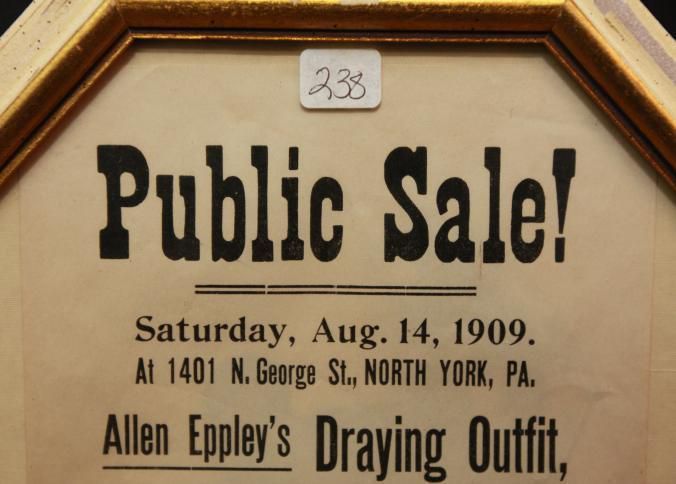 238
Public Sale!
Saturday, Aug. 14, 1909.
At 1401 N. George St., NORTH YORK, PA.
Allen Eppley's Draying Outfit,